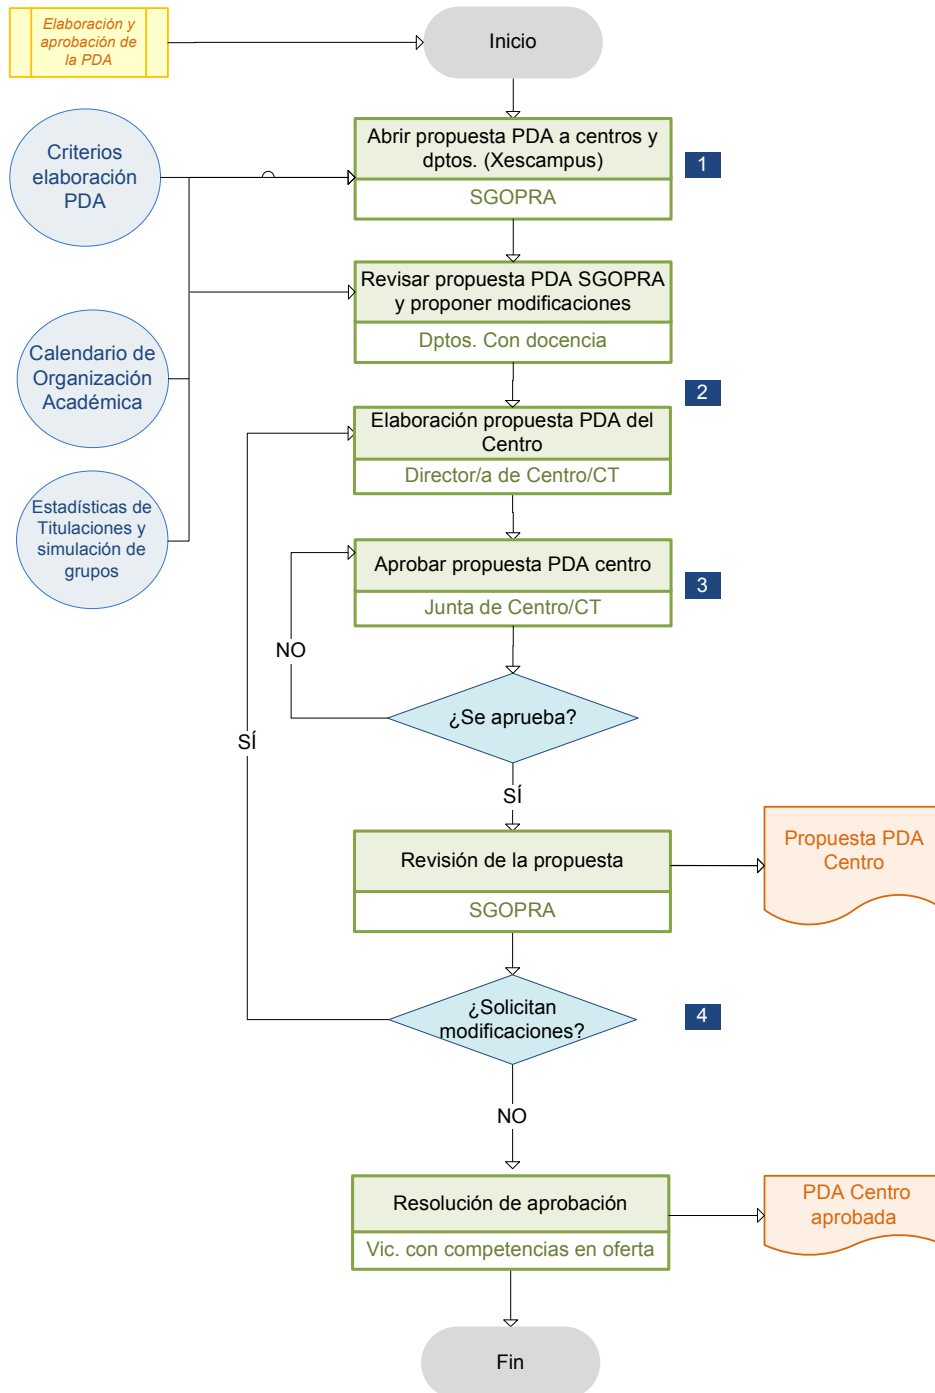 Elaboración y
aprobación de
la PDA
Inicio
Criterios
elaboración
PDA
Abrir propuesta PDA a centros y
dptos. (Xescampus)
SGOPRA
1
Revisar propuesta PDA SGOPRA
y proponer modificaciones
Dptos. Con docencia
Calendario de
Organización
Académica
2
Elaboración propuesta PDA del
Centro
Director/a de Centro/CT
Estadísticas de
Titulaciones y
simulación de
grupos
Aprobar propuesta PDA centro
Junta de Centro/CT
3
NO
¿Se aprueba?
SÍ
SÍ
Revisión de la propuesta
SGOPRA
Propuesta PDA
Centro
¿Solicitan
modificaciones?
4
NO
Resolución de aprobación
Vic. con competencias en oferta
PDA Centro
aprobada
Fin